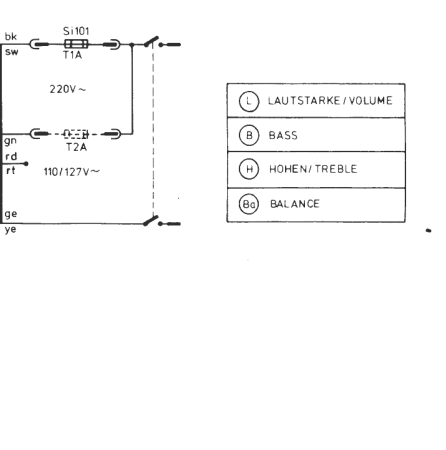 Si101
bk
sw
T1A
220V~
gn
T2A
rd
rt
110/127V~
ge
ye
L LAUTSTARKE/VOLUME
B BASS
H HOHEN/TREBLE
Ba BALANCE